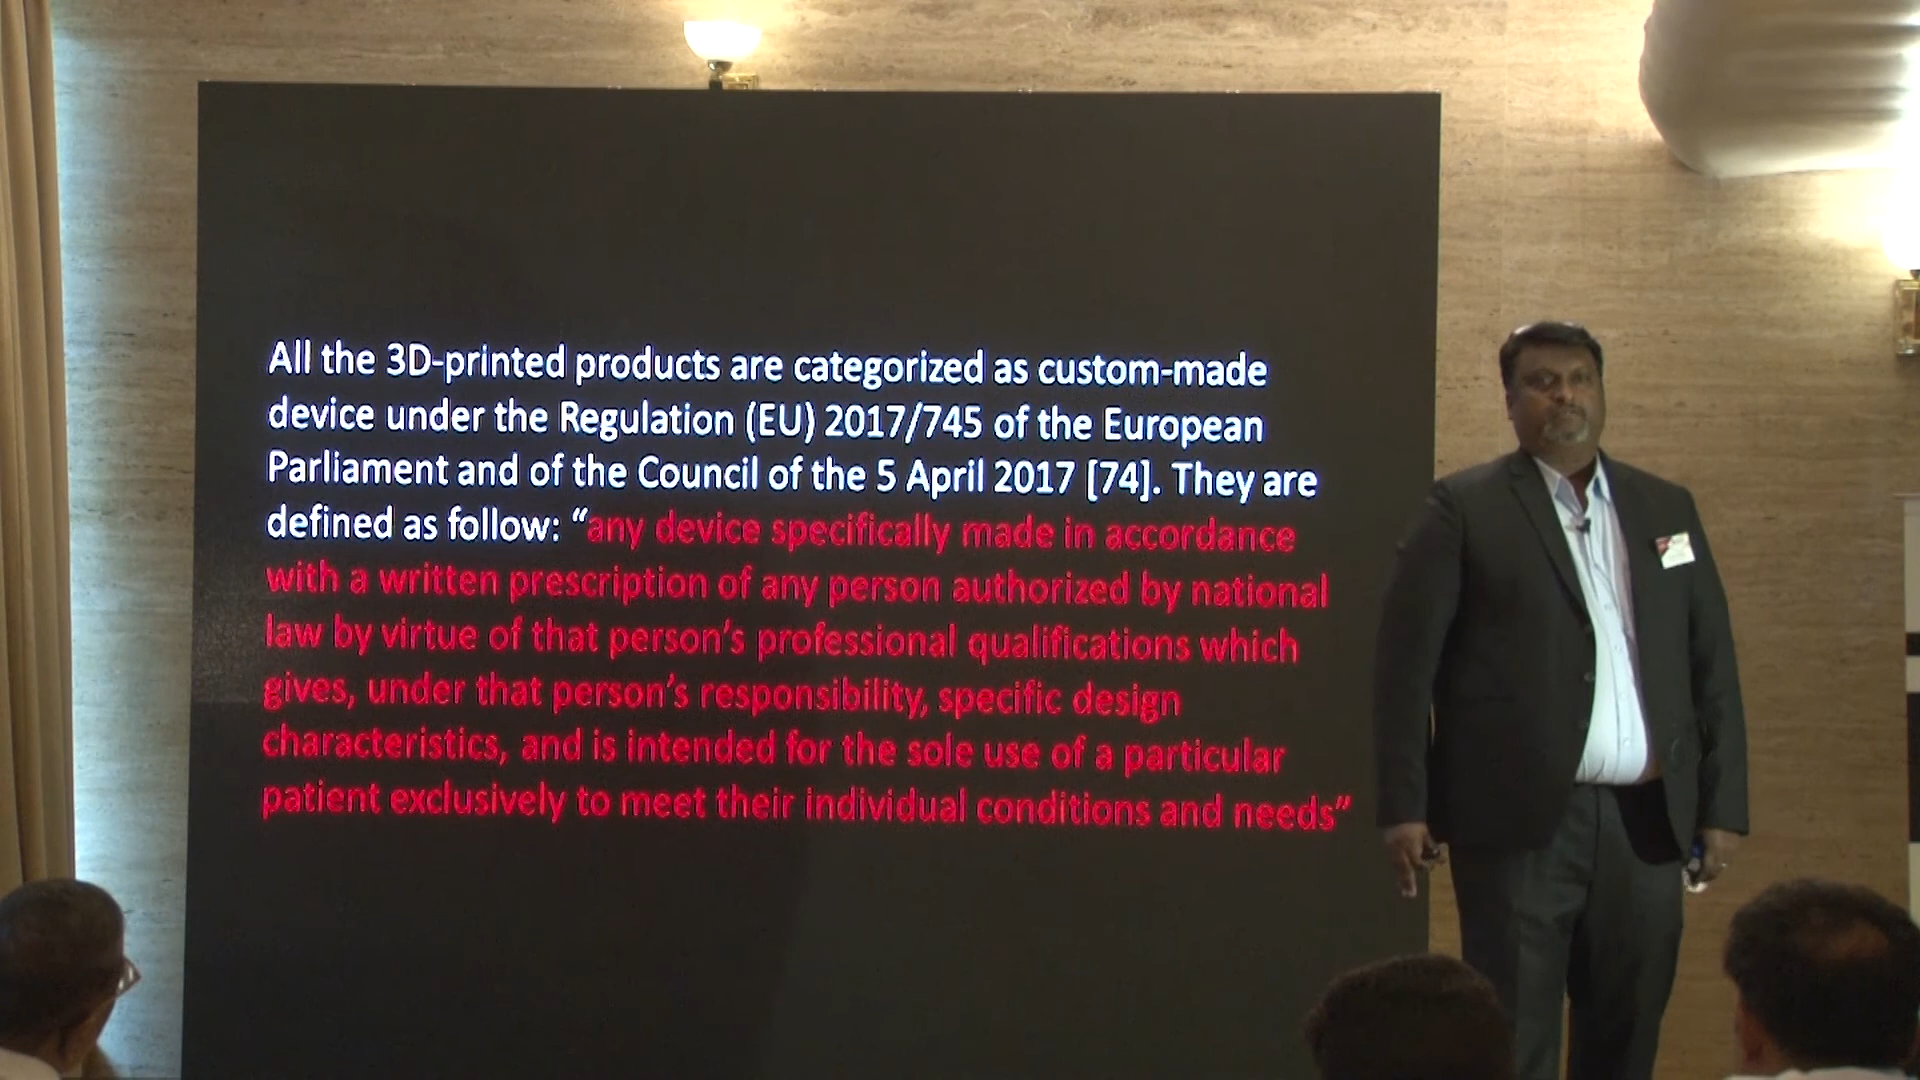 All the 3D-printed products are categorized as custom-made
device under the Regulation (EU) 2017/745 of the European
Parliament and of the Council of the 5 April 2017 [74]. They are
defined as follow: “any device specifically made in accordance
with a written prescription of any person authorized by national
law by virtue of that person’s professional qualifications which
gives, under that person’s responsibility, specific design
characteristics, and is intended for the sole use of a particular
patient exclusively to meet their individual conditions and needs”